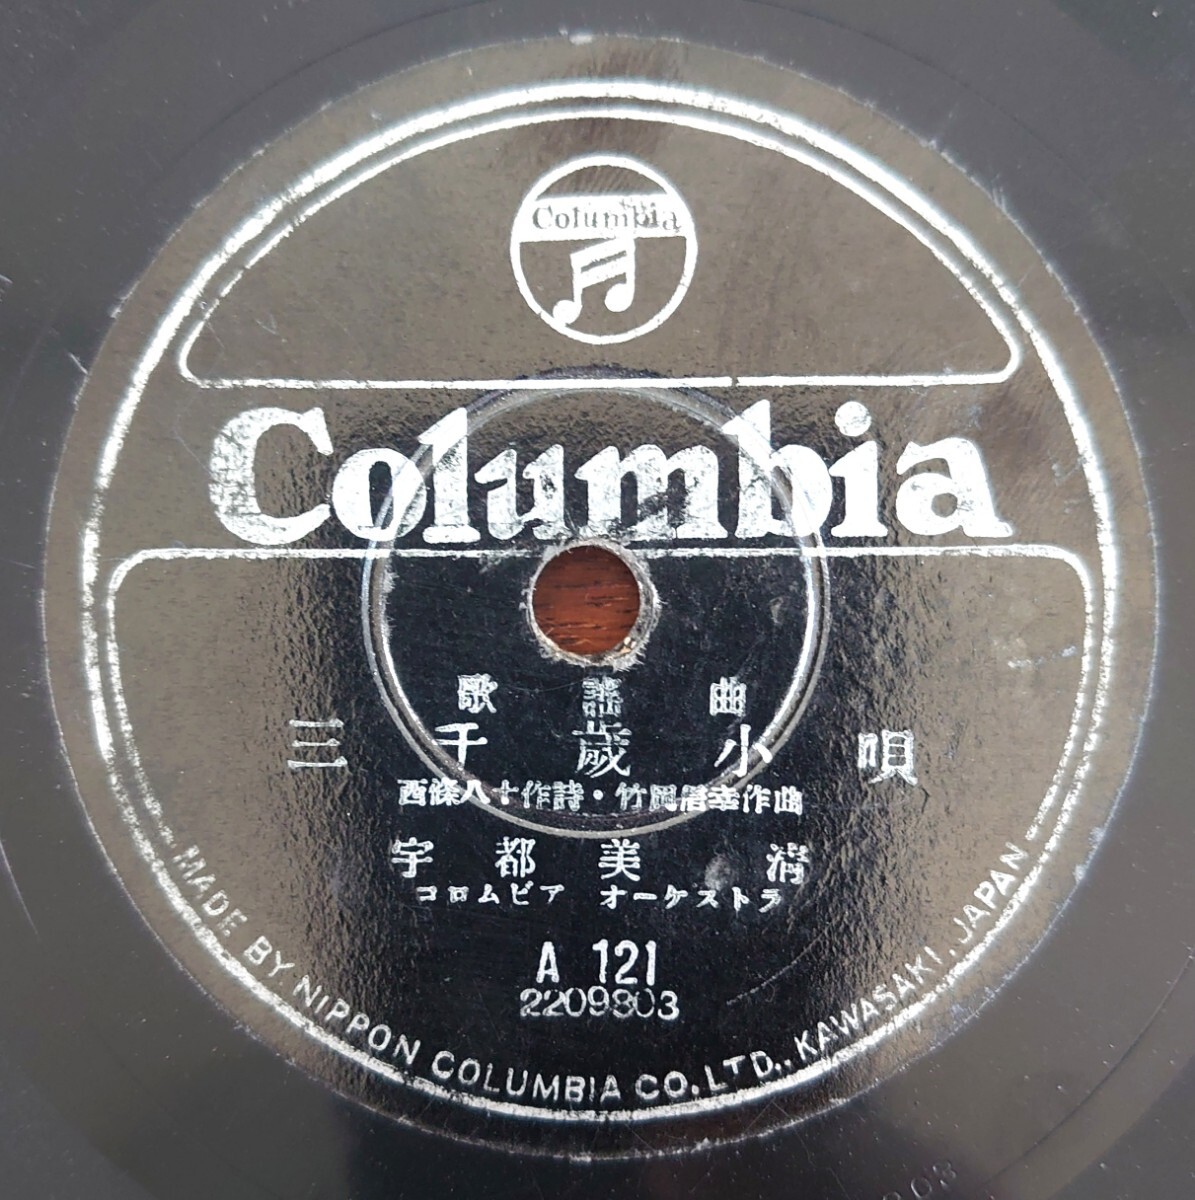 Columbia
Columbia
歌謡曲
三千歳小唄
西條八十作詩・竹岡信幸作曲
宇都美清
コロムビア オーケストラ
A 121
2209803
MADE BY NIPPON COLUMBIA CO. LTD., KAWASAKI, JAPAN